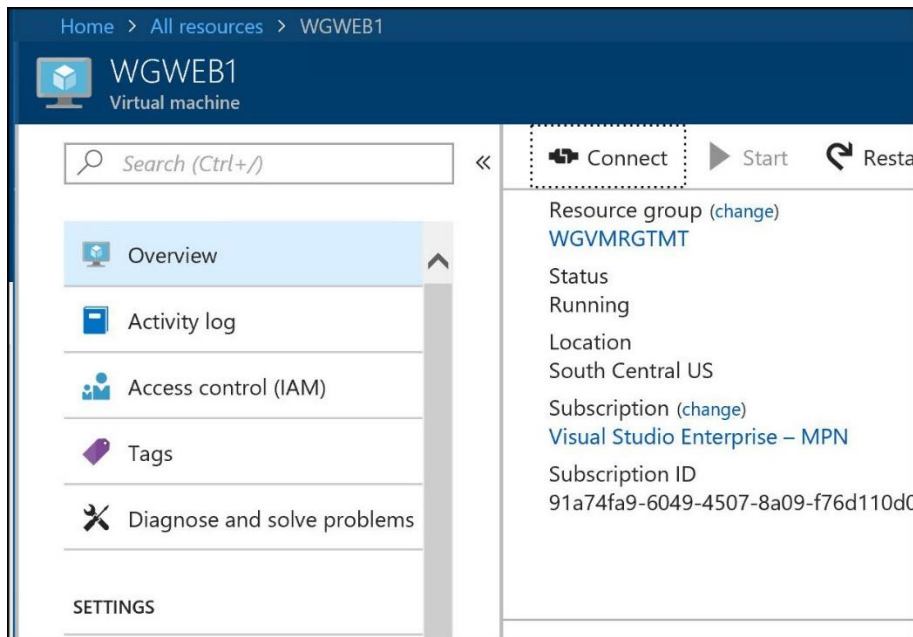 Home > All resources > WGWEB1
WGWEB1
Virtual machine
Search (Ctrl+/)
«
Overview
Activity log
Access control (IAM)
Tags
Diagnose and solve problems
SETTINGS
Connect Start Resta
Resource group (change)
WGVMRGTMT
Status
Running
Location
South Central US
Subscription (change)
Visual Studio Enterprise – MPN
Subscription ID
91a74fa9-6049-4507-8a09-f76d110d0